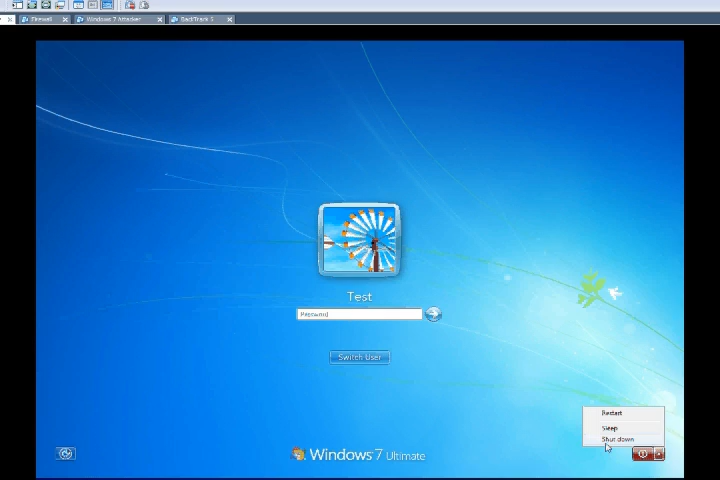 Firewall
Windows 7 Attacker
BackTrack 5
Test
Password
Switch User
Restart
Sleep
Shut down
Windows 7 Ultimate